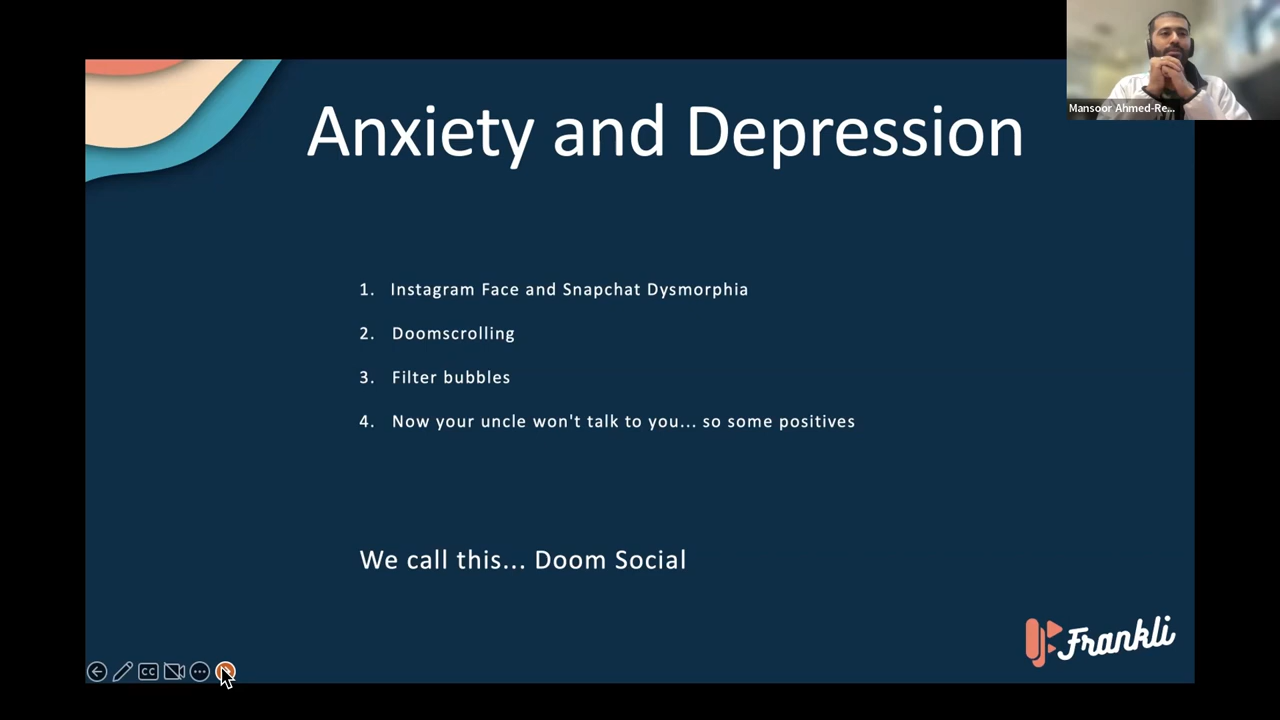 Anxiety and Depression
Mansoor Ahmed-Re...
1. Instagram Face and Snapchat Dysmorphia
2. Doomscrolling
3. Filter bubbles
4. Now your uncle won't talk to you... so some positives
We call this... Doom Social
Frankli
CC